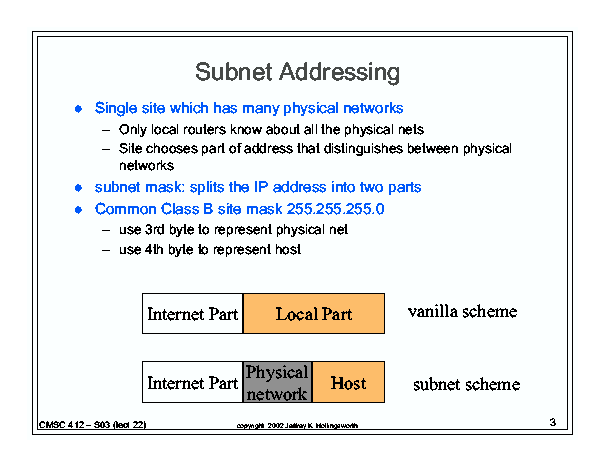 Subnet Addressing
● Single site which has many physical networks
– Only local routers know about all the physical nets
– Site chooses part of address that distinguishes between physical
networks
● subnet mask: splits the IP address into two parts
● Common Class B site mask 255.255.255.0
– use 3rd byte to represent physical net
– use 4th byte to represent host
Internet Part Local Part vanilla scheme
Physical
Internet Part Host subnet scheme
network
CMSC 412 – S03 (lect 22) copyright 2002 Jeffrey K. Hollingsworth 3